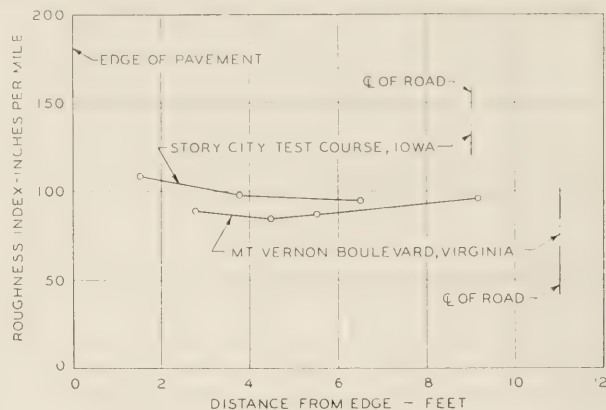 ROUGHNESS INDEX-INCHES PER MILE
200
150
100
50
0
EDGE OF PAVEMENT
℄ OF ROAD
STORY CITY TEST COURSE, IOWA
MT VERNON BOULEVARD, VIRGINIA
℄ OF ROAD
0 2 4 6 8 10 12
DISTANCE FROM EDGE - FEET